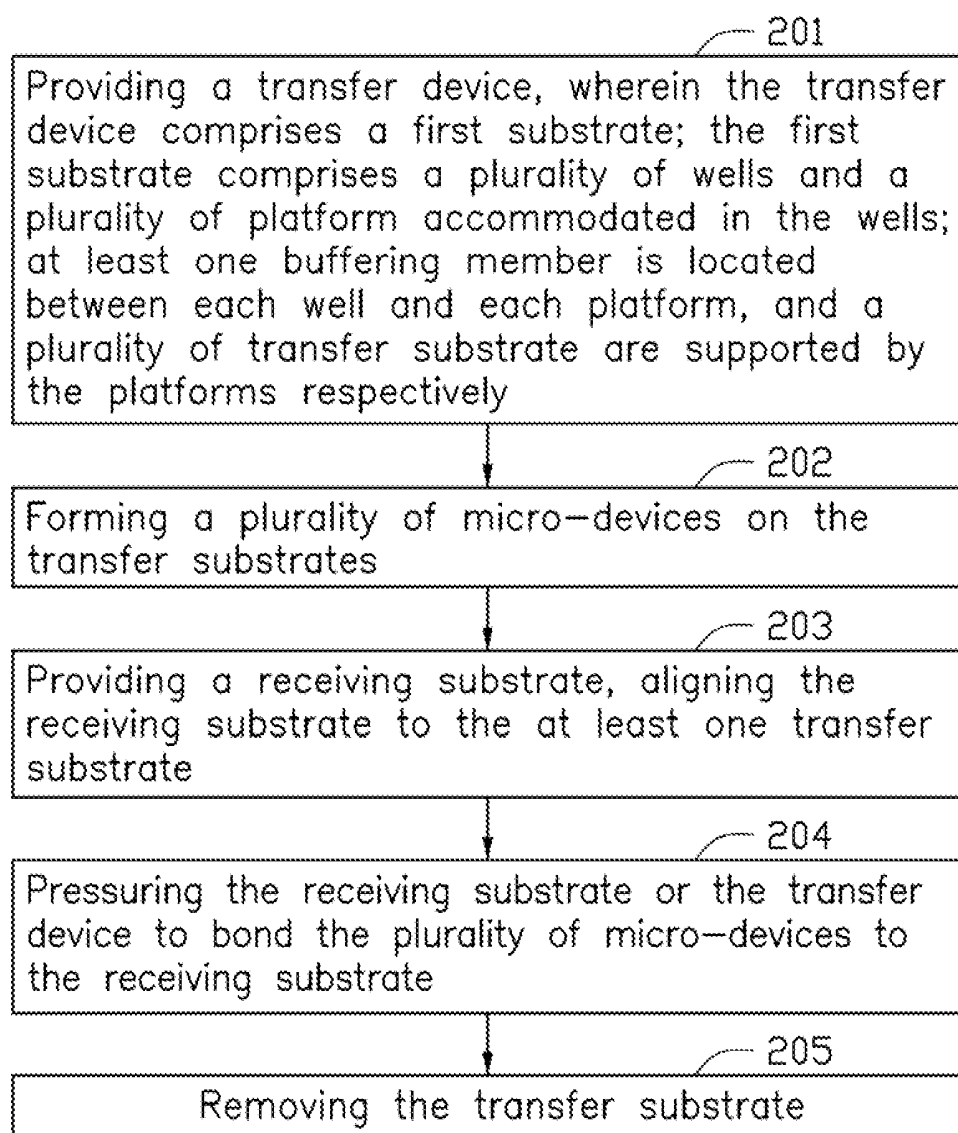 201
Providing a transfer device, wherein the transfer
device comprises a first substrate; the first
substrate comprises a plurality of wells and a
plurality of platform accommodated in the wells;
at least one buffering member is located
between each well and each platform, and a
plurality of transfer substrate are supported by
the platforms respectively
202
Forming a plurality of micro-devices on the
transfer substrates
203
Providing a receiving substrate, aligning the
receiving substrate to the at least one transfer
substrate
204
Pressuring the receiving substrate or the transfer
device to bond the plurality of micro-devices to
the receiving substrate
205
Removing the transfer substrate